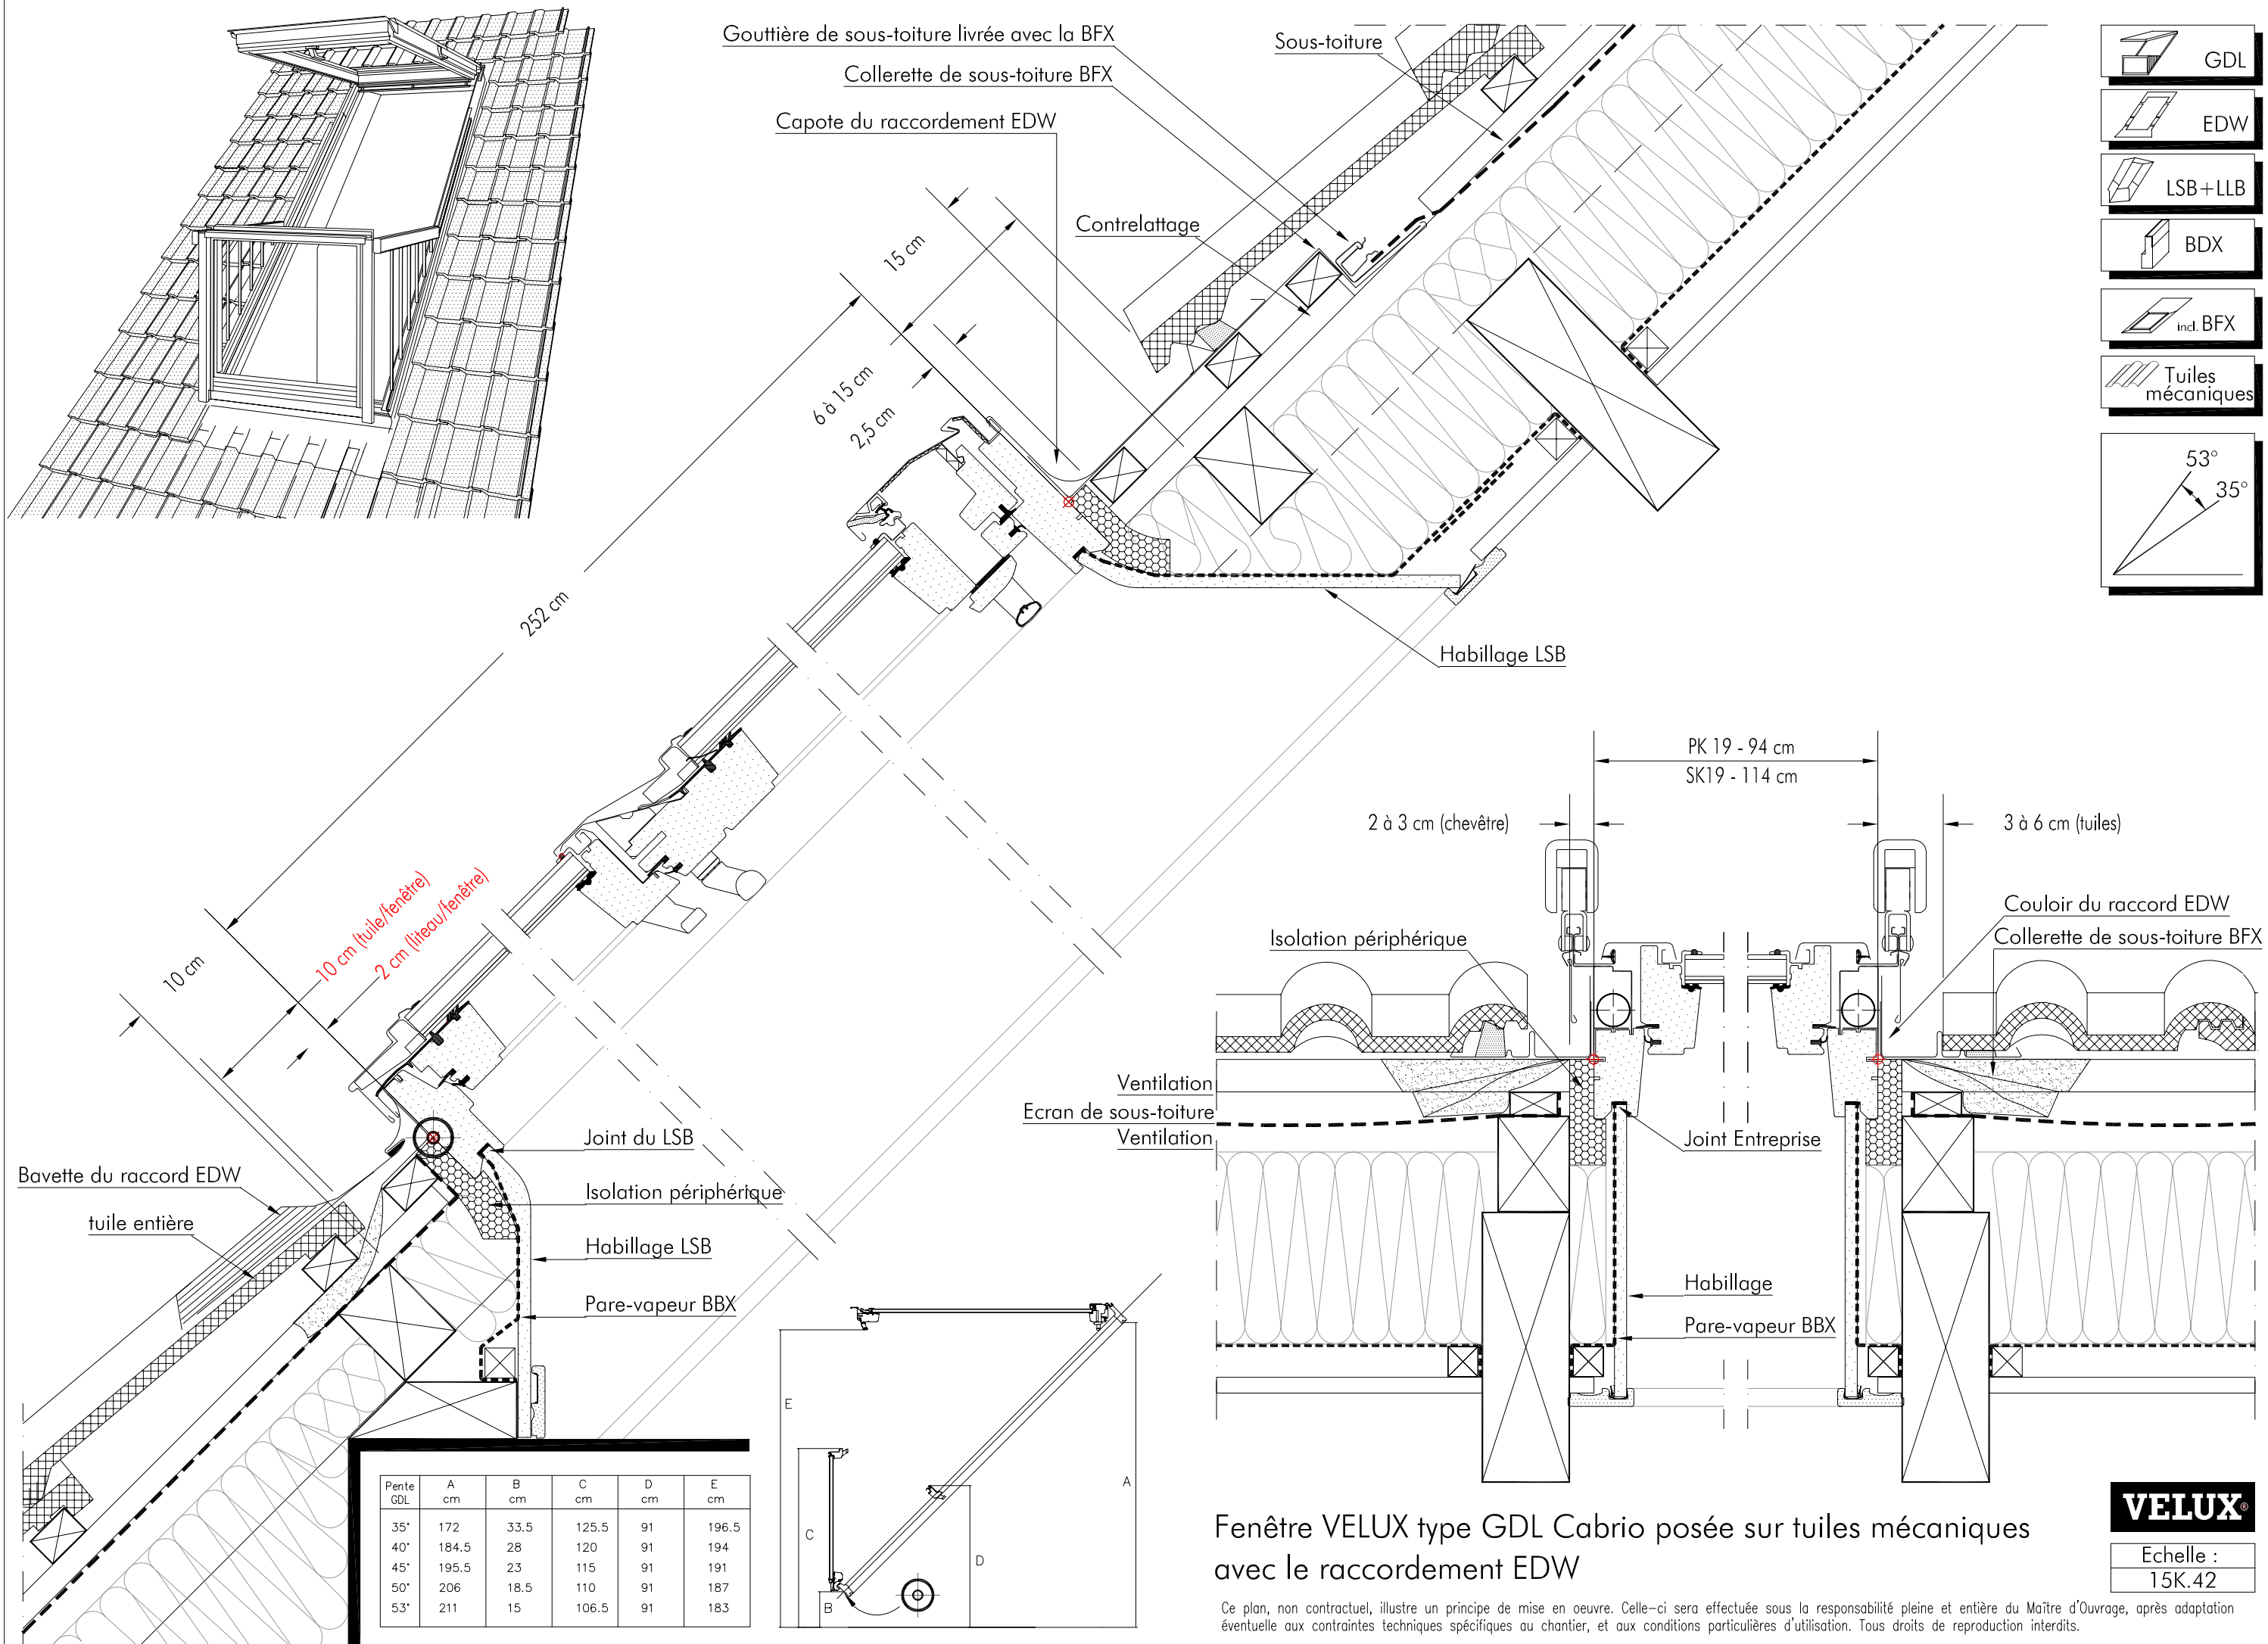 Gouttière de sous-toiture livrée avec la BFX
Collerette de sous-toiture BFX
Capote du raccordement EDW
Sous-toiture
Contrelattage
15 cm
6 à 15 cm
2,5 cm
252 cm
Habillage LSB
GDL
EDW
LSB+LLB
BDX
incl. BFX
Tuiles
mécaniques
53°
35°
10 cm (tuile/fenêtre)
2 cm (liteau/fenêtre)
10 cm
Bavette du raccord EDW
tuile entière
Joint du LSB
Isolation périphérique
Habillage LSB
Pare-vapeur BBX
PK 19 - 94 cm
SK19 - 114 cm
2 à 3 cm (chevêtre)
3 à 6 cm (tuiles)
Couloir du raccord EDW
Collerette de sous-toiture BFX
Isolation périphérique
Ventilation
Ecran de sous-toiture
Ventilation
Joint Entreprise
Habillage
Pare-vapeur BBX
Pente GDL A cm B cm C cm D cm E cm
35° 172 33.5 125.5 91 196.5
40° 184.5 28 120 91 194
45° 195.5 23 115 91 191
50° 206 18.5 110 91 187
53° 211 15 106.5 91 183
E
C
B
D
A
Fenêtre VELUX type GDL Cabrio posée sur tuiles mécaniques
avec le raccordement EDW
VELUX®
Echelle :
15K.42
Ce plan, non contractuel, illustre un principe de mise en oeuvre. Celle-ci sera effectuée sous la responsabilité pleine et entière du Maître d'Ouvrage, après adaptation
éventuelle aux contraintes techniques spécifiques au chantier, et aux conditions particulières d'utilisation. Tous droits de reproduction interdits.